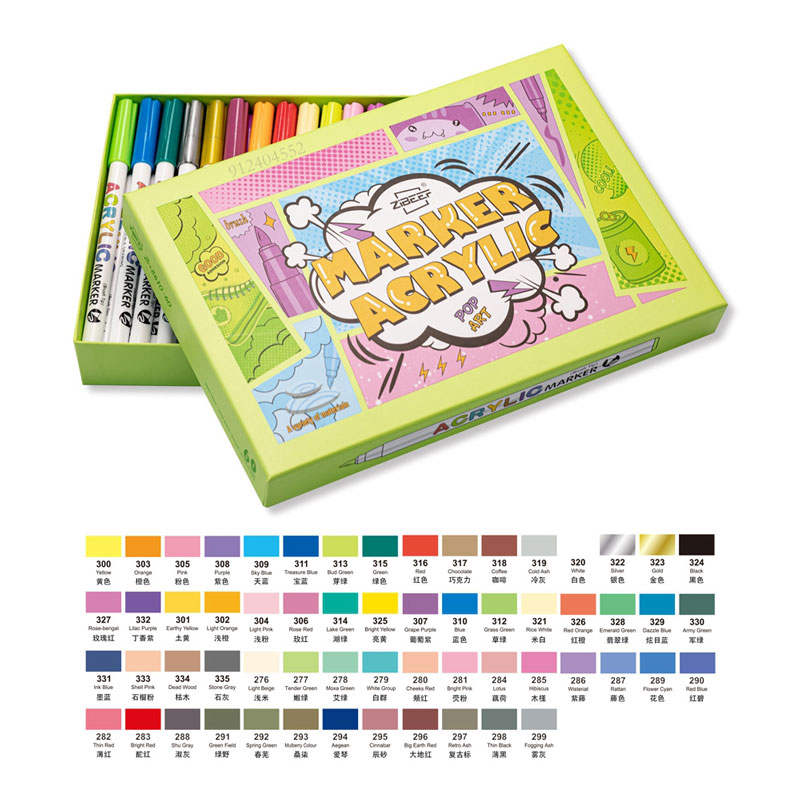 912404552
ZiBEEF®
MARKER
ACRYLIC
POP
ART
brush
GOOD
COOL
A variety of materials
ACRYLIC MARKER
60
ACRYLIC
MARKER
ACRYLIC
MARKER
300 303 305 308 309 311 313 315 316 317 318 319 320 322 323 324
Yellow Orange Pink Purple Bay Blue Treasure Blue Bud Green Green Red Chocolate Coffee Cold Ash White Silver Gold Black
黄色 橙色 粉色 紫色 天蓝 宝蓝 芽绿 绿色 红色 巧克力 咖啡 冷灰 白色 银色 金色 黑色
327 332 301 302 304 306 314 325 307 310 312 321 326 328 329 330
Rose-bengal Lilac Purple Earthy Yellow Light Orange Light Pink Rose Red Lake Green Bright Yellow Grape Purple Blue Grass Green Rice White Red Orange Emerald Green Dazzle Blue Army Green
玫瑰红 丁香紫 土黄 浅橙 浅粉 玫红 湖绿 亮黄 葡萄紫 蓝色 草绿 米白 红橙 翡翠绿 炫目蓝 军绿
331 333 334 335 276 277 278 279 280 281 284 285 286 287 289 290
Ink Blue Shell Pink Dead Wood Stone Gray Light Beige Tender Green Moxa Green White Group Cheeks Red Bright Pink Lotus Hibiscus Wisterial Rattan Flower Cyan Red Blue
墨蓝 石榴粉 枯木 石灰 浅米 嫩绿 艾绿 白群 颊红 亮粉 藕荷 木槿 紫藤 藤色 花色 红碧
282 283 288 291 292 293 294 295 296 297 298 299
Thin Red Bright Red Shu Gray Green Field Spring Green Mulberry Colour Aegean Cinnabar Big Earth Red Retro Ash Thin Black Fogging Ash
薄红 酡红 淑灰 绿野 春芜 桑染 爱琴 辰砂 大地红 复古棕 薄黑 雾灰